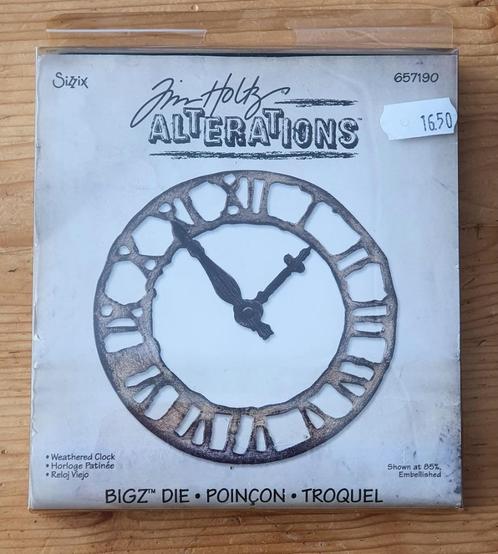 Sizzix
657190
Tim Holtz
ALTERATIONS™
16.50
• Weathered Clock
• Horloge Patinée
• Reloj Viejo
Shown at 85%,
Embellished
BIGZ™ DIE • POINÇON • TROQUEL